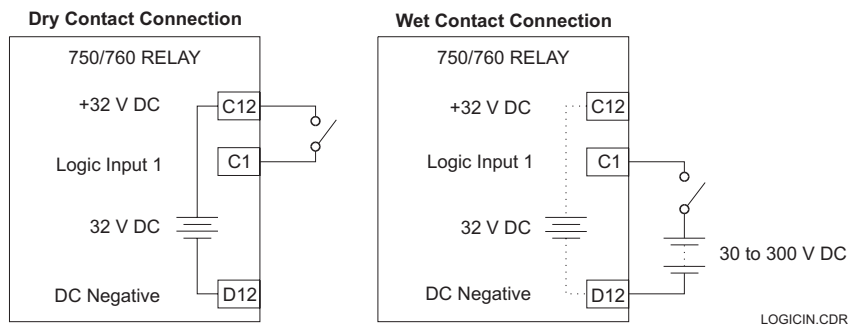 Dry Contact Connection
750/760 RELAY
+32 V DC
C12
Logic Input 1
C1
32 V DC
DC Negative
D12
Wet Contact Connection
750/760 RELAY
+32 V DC
C12
Logic Input 1
C1
32 V DC
30 to 300 V DC
DC Negative
D12
LOGICIN.CDR